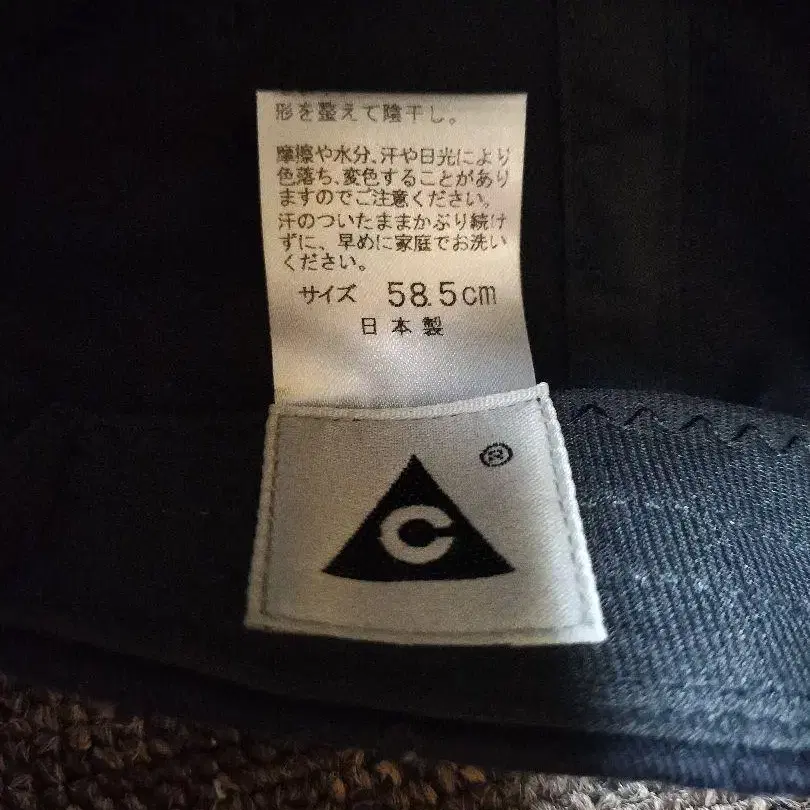 形を整えて陰干し。
摩擦や水分、汗や日光により
色落ち、変色することがあり
ますのでご注意ください。
汗のついたままかぶり続け
ずに、早めに家庭でお洗い
ください。
サイズ 58.5cm
日本製
®
C